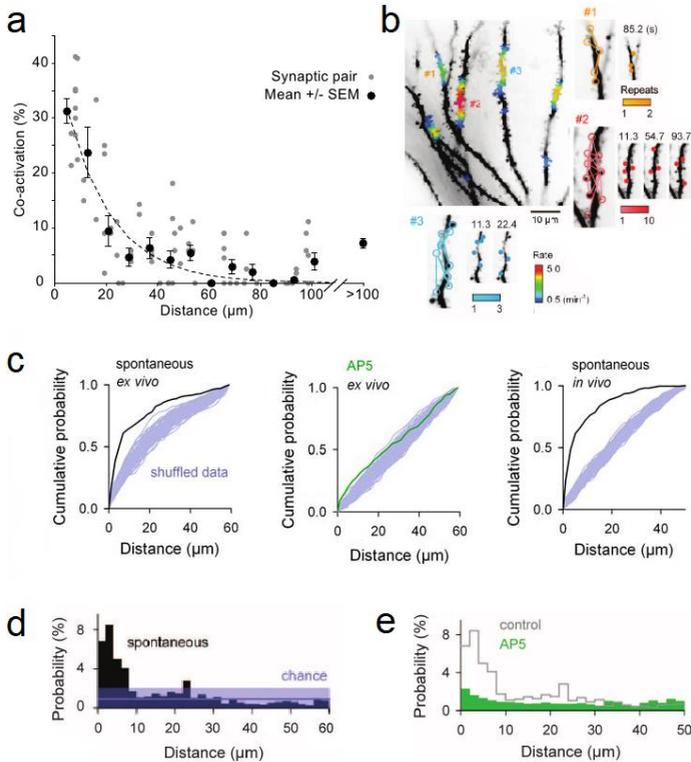 a
Co-activation (%)
40
30
20
10
0
Synaptic pair
Mean +/- SEM
0 20 40 60 80 100 >100
Distance (µm)
b
#1
#2
#3
10 µm
#1
85.2 (s)
Repeats
1 2
#2
11.3 54.7 93.7
1 10
#3
11.3 22.4
1 3
Rate
5.0
0.5 (min⁻¹)
c
spontaneous
ex vivo
Cumulative probability
1.0
0.5
0.0
shuffled data
0 20 40 60
Distance (µm)
AP5
ex vivo
Cumulative probability
1.0
0.5
0.0
0 20 40 60
Distance (µm)
spontaneous
in vivo
Cumulative probability
1.0
0.5
0.0
0 20 40
Distance (µm)
d
Probability (%)
8
4
0
spontaneous
chance
0 10 20 30 40 50 60
Distance (µm)
e
Probability (%)
8
4
0
control
AP5
0 10 20 30 40 50
Distance (µm)